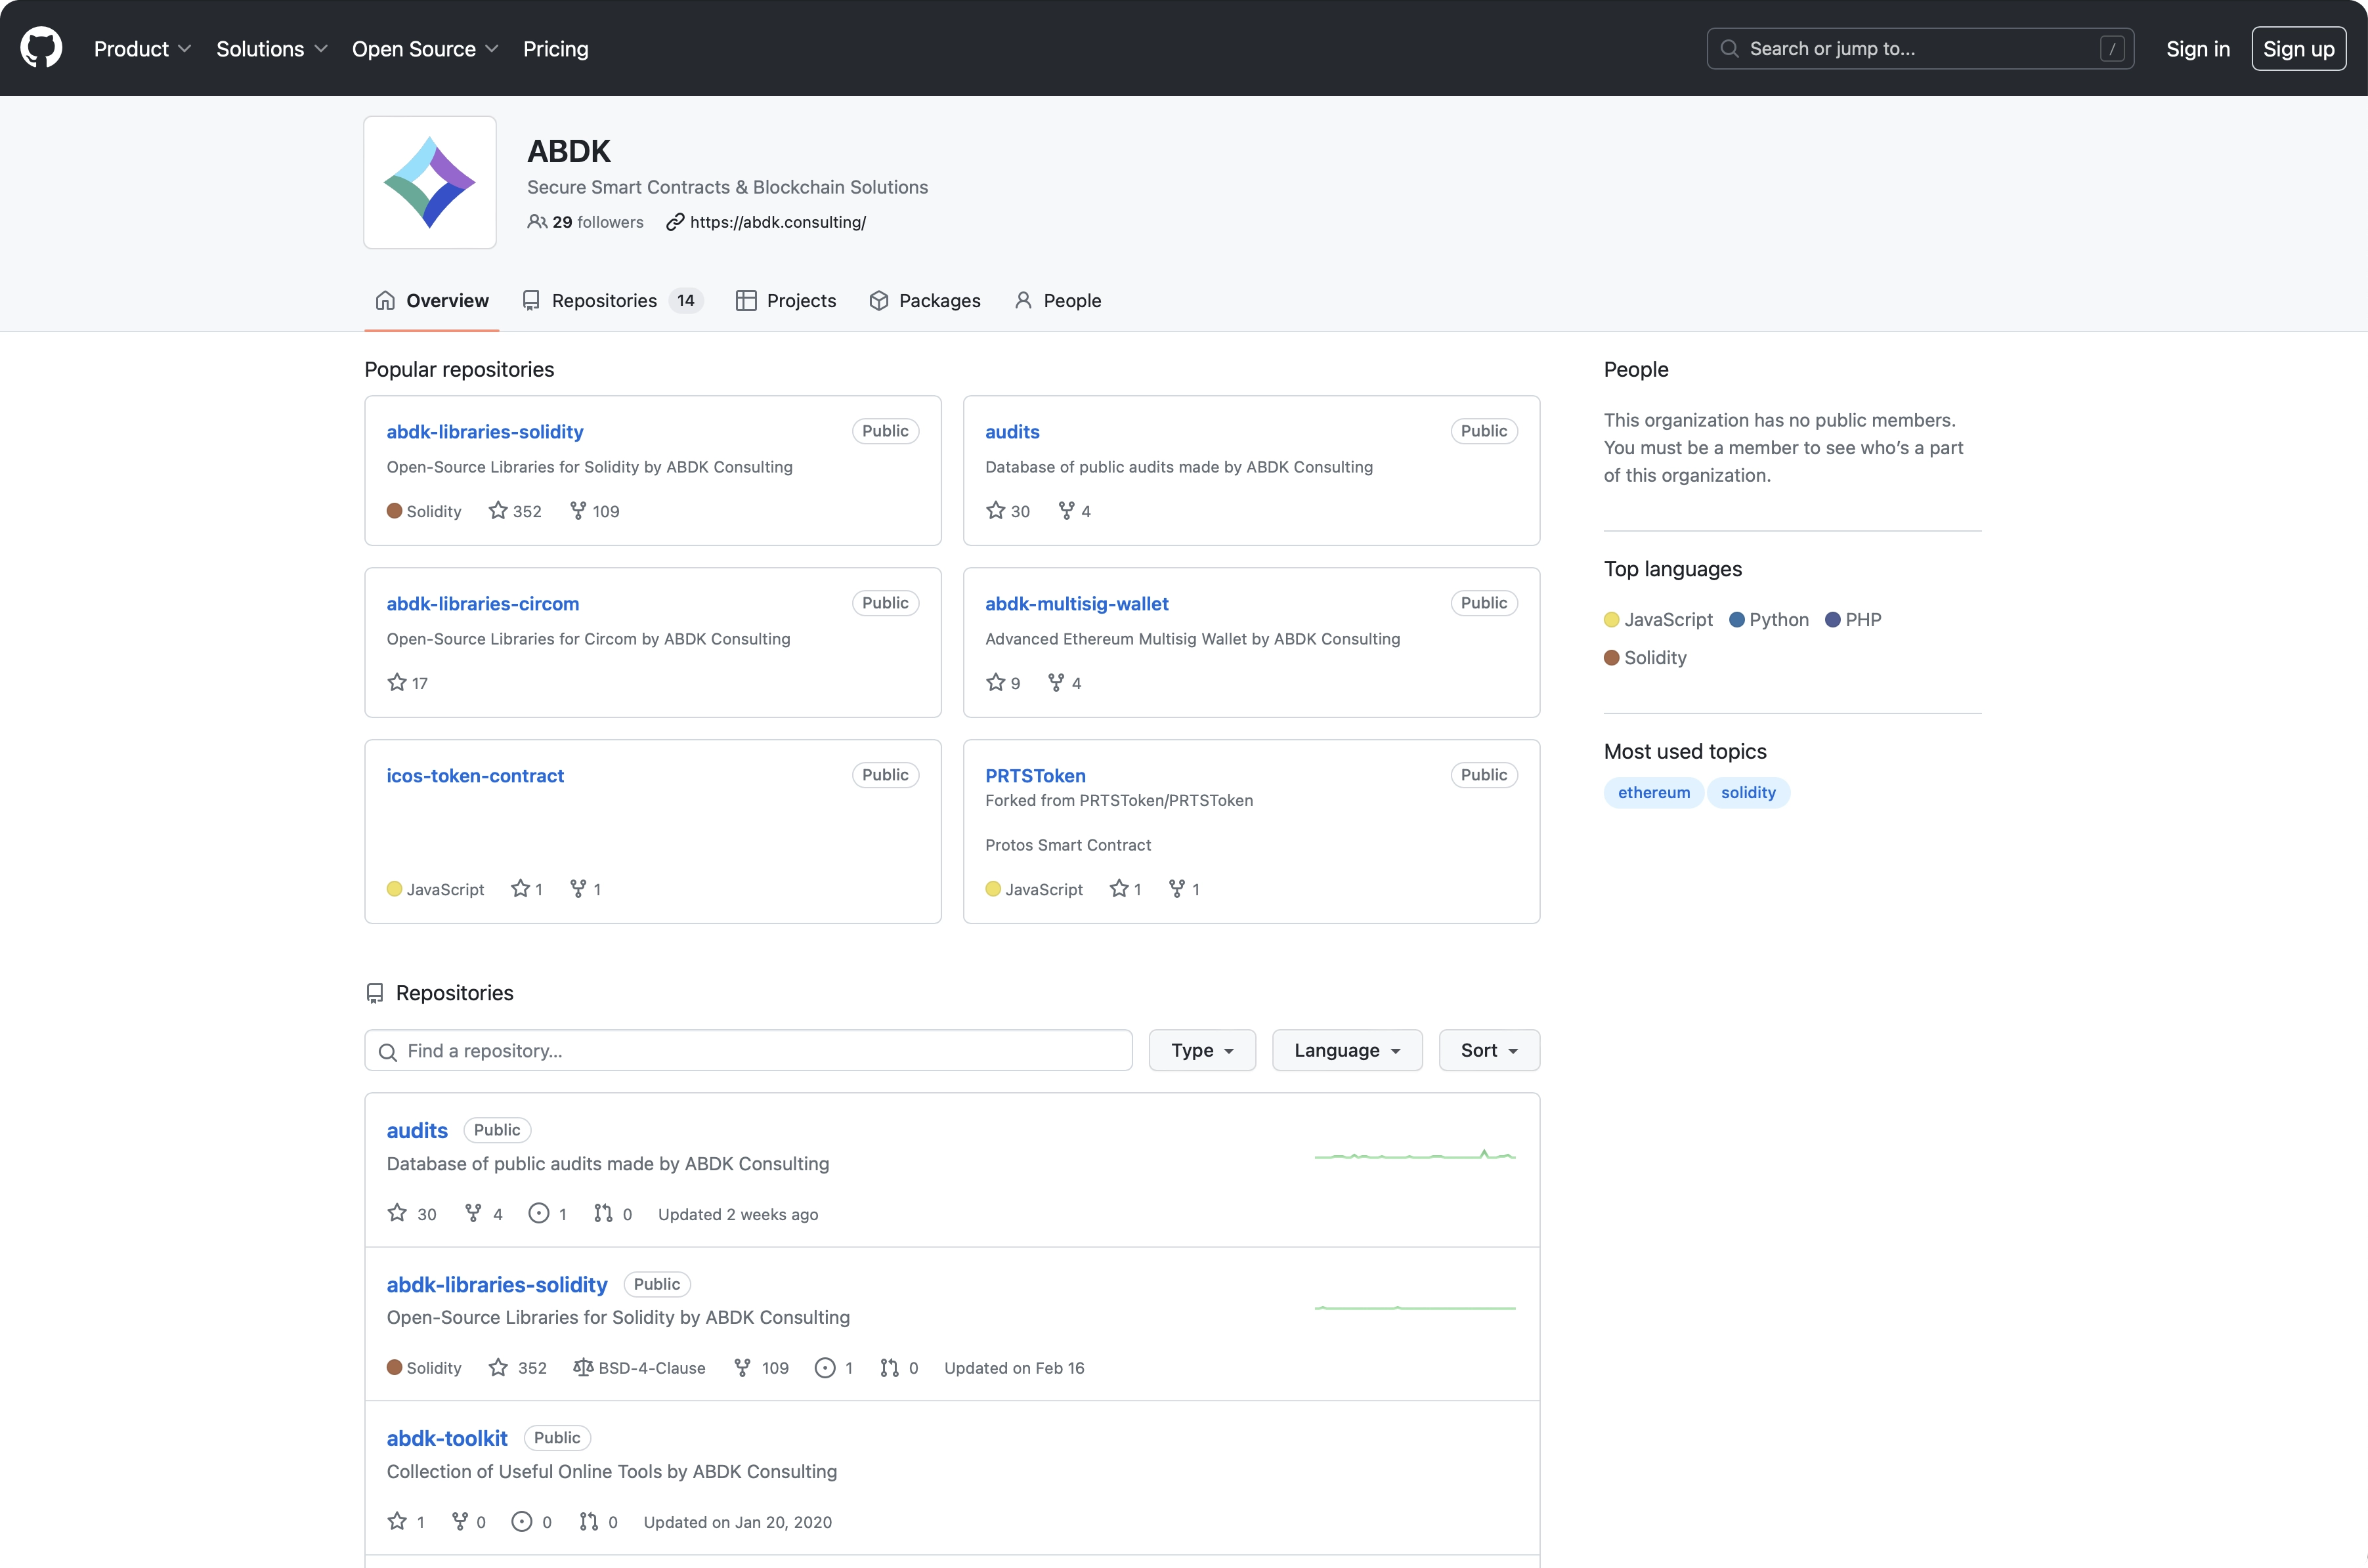 Product Solutions Open Source Pricing Search or jump to... / Sign in Sign up
ABDK
Secure Smart Contracts & Blockchain Solutions
29 followers https://abdk.consulting/
Overview Repositories 14 Projects Packages People
Popular repositories
abdk-libraries-solidity Public
Open-Source Libraries for Solidity by ABDK Consulting
Solidity 352 109
audits Public
Database of public audits made by ABDK Consulting
30 4
abdk-libraries-circom Public
Open-Source Libraries for Circom by ABDK Consulting
17
abdk-multisig-wallet Public
Advanced Ethereum Multisig Wallet by ABDK Consulting
9 4
icos-token-contract Public
JavaScript 1 1
PRTSToken Public
Forked from PRTSToken/PRTSToken
Protos Smart Contract
JavaScript 1 1
Repositories
Find a repository... Type Language Sort
audits Public
Database of public audits made by ABDK Consulting
30 4 1 0 Updated 2 weeks ago
abdk-libraries-solidity Public
Open-Source Libraries for Solidity by ABDK Consulting
Solidity 352 BSD-4-Clause 109 1 0 Updated on Feb 16
abdk-toolkit Public
Collection of Useful Online Tools by ABDK Consulting
1 0 0 0 Updated on Jan 20, 2020
People
This organization has no public members.
You must be a member to see who's a part
of this organization.
Top languages
JavaScript Python PHP
Solidity
Most used topics
ethereum solidity